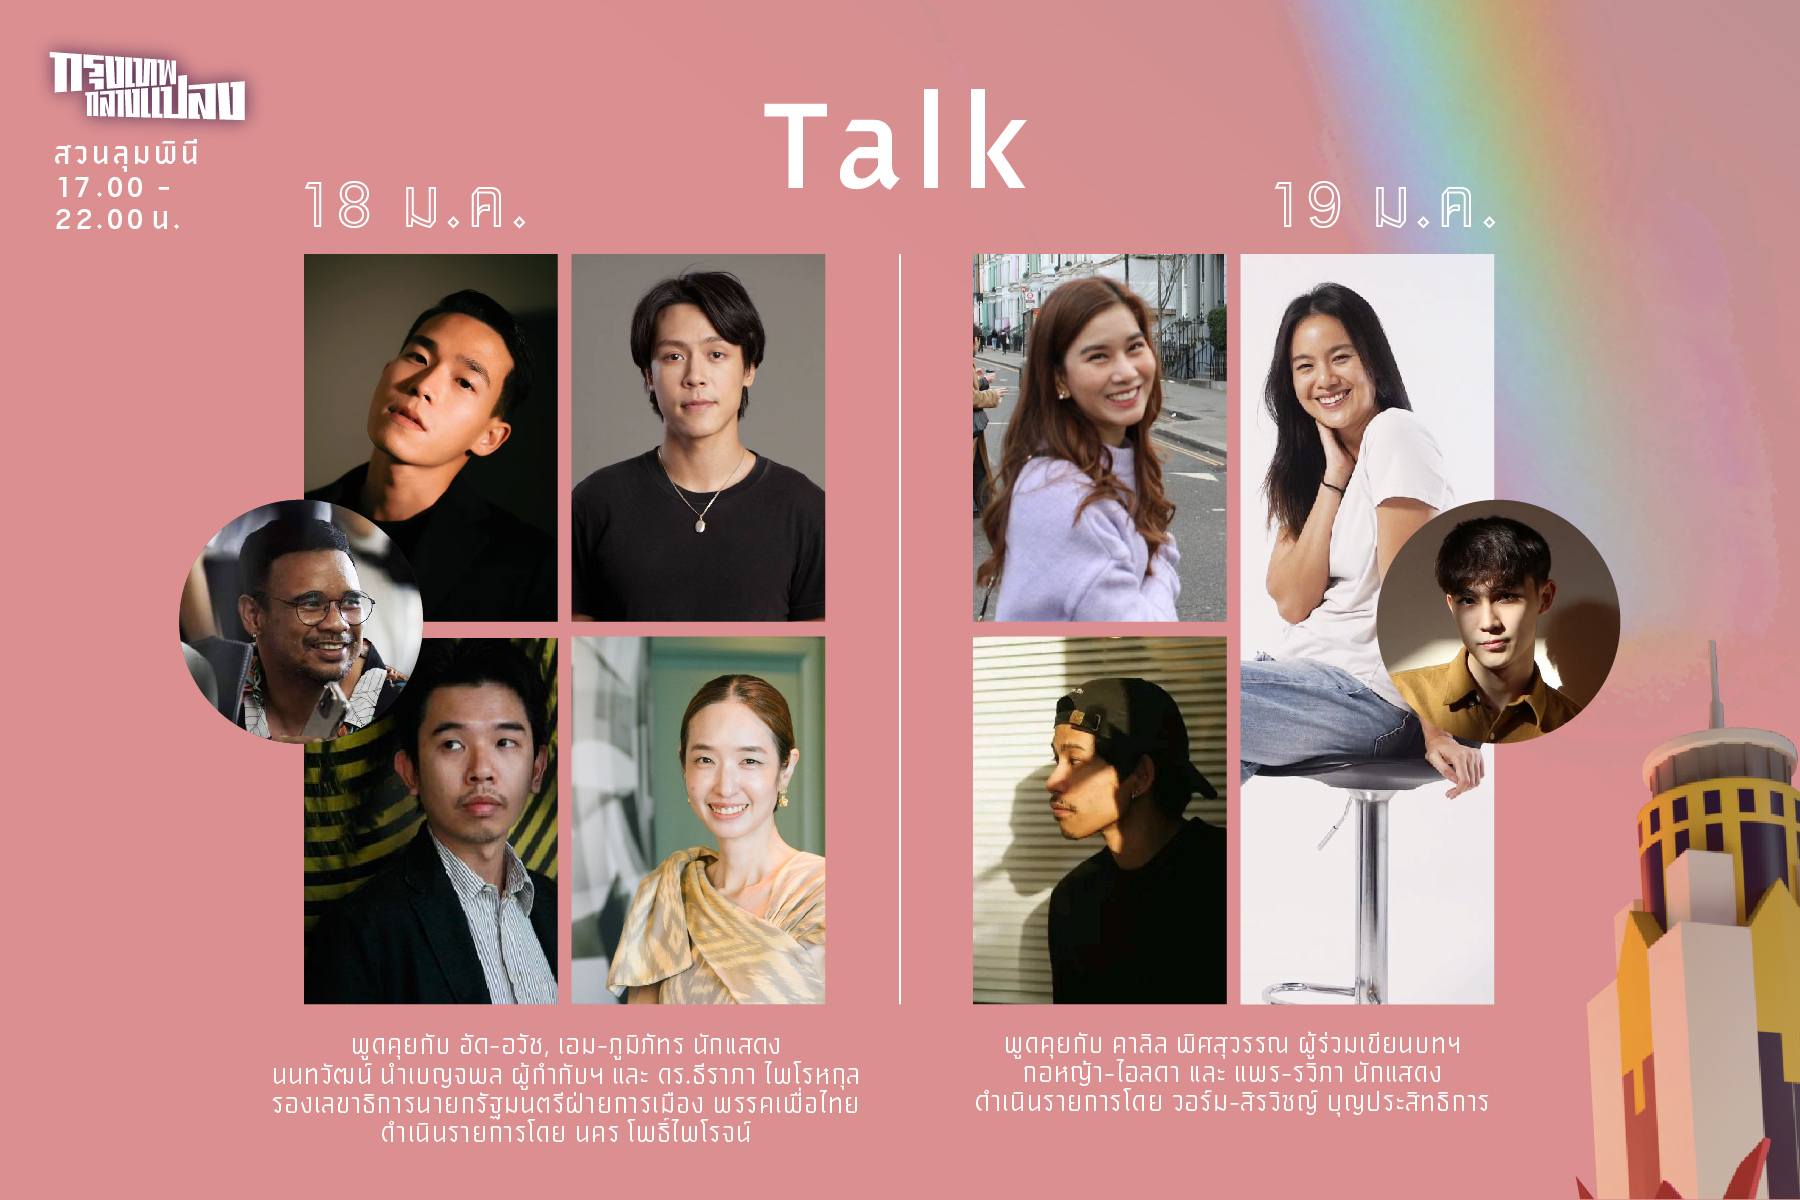 กรุงเทพ
กลางแปลง
สวนลุมพินี
17.00 -
22.00 น.
Talk
18 ม.ค.
19 ม.ค.
พูดคุยกับ อัด-อวัช, เอม-ภูมิภัทร นักแสดง
นนทวัฒน์ นำเบญจพล ผู้กำกับฯ และ ดร.ธีราภา ไพโรหกุล
รองเลขาธิการนายกรัฐมนตรีฝ่ายการเมือง พรรคเพื่อไทย
ดำเนินรายการโดย นคร โพธิ์ไพโรจน์
พูดคุยกับ คาลิล พิศสุวรรณ ผู้ร่วมเขียนบทฯ
กอหญ้า-ไอลดา และ แพร-รวิภา นักแสดง
ดำเนินรายการโดย วอร์ม-สิรวิชญ์ บุญประสิทธิการ